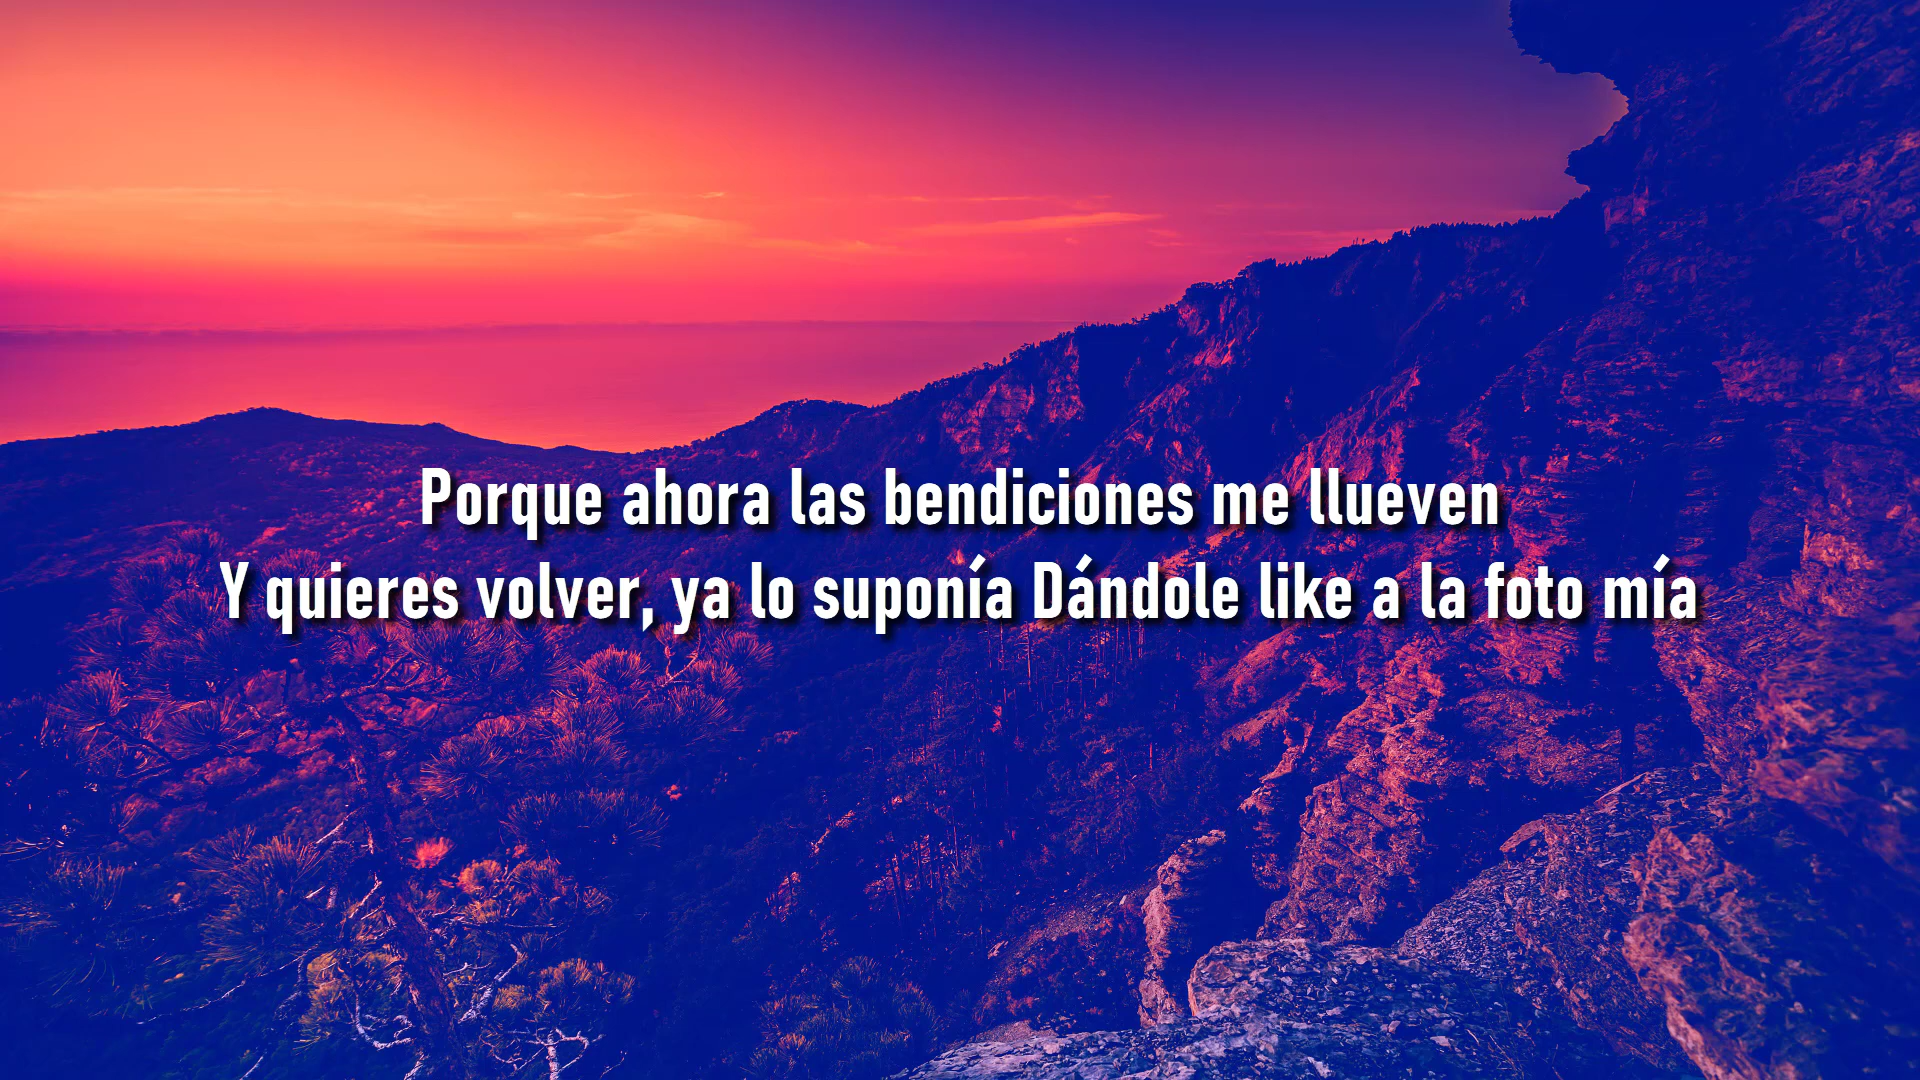 Porque ahora las bendiciones me llueven
Y quieres volver, ya lo suponía Dándole like a la foto mía